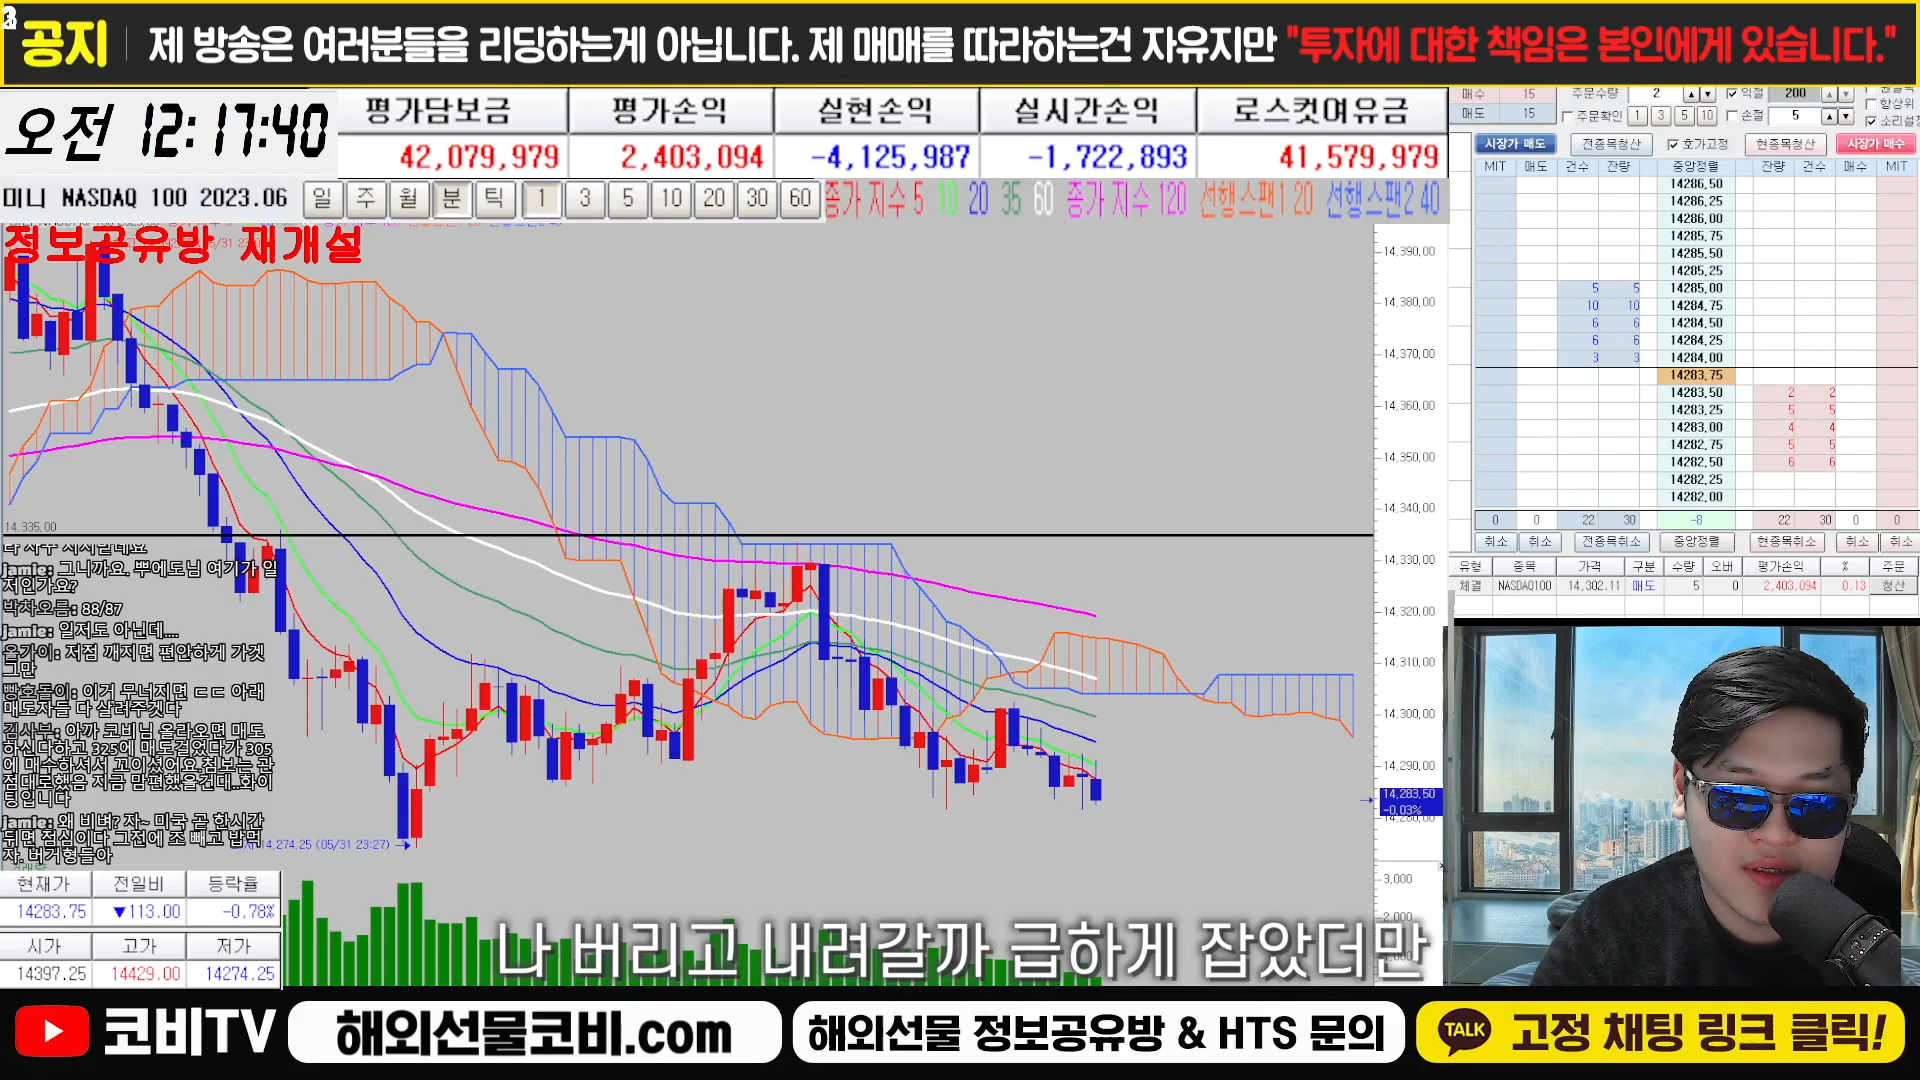 공지 제 방송은 여러분들을 리딩하는게 아닙니다. 제 매매를 따라하는건 자유지만 "투자에 대한 책임은 본인에게 있습니다."
오전 12:17:40
평가담보금 평가손익 실현손익 실시간손익 로스컷여유금
42,079,979 2,403,094 -4,125,987 -1,722,893 41,579,979
미니 NASDAQ 100 2023.06 일 주 월 분 틱 1 3 5 10 20 30 60 종가 지수 5 10 20 35 60 종가 지수 120 선행스팬1 20 선행스팬2 40
정보공유방 재개설
14,390.00
14,380.00
14,370.00
14,360.00
14,350.00
14,340.00
14,330.00
14,320.00
14,310.00
14,300.00
14,290.00
14,283.50
-0.03%
14,280.00
3,000
2,000
14,335.00
jamie: 그니까요. 뿌에도님 여기가 일
저인가요?
박차오름: 88/87
jamie: 일저도 아닌데....
율가이: 저점 깨지면 편안하게 가겟
그만
빵호돌이: 이거 무너지면 ㄷㄷ 아래
매도자들 다 살려주겟다
김사부: 아까 코비님 올라오면 매도
하신다하고 325에 매도걸었다가 305
에 매수하셔서 꼬이셨어요.첨보는 관
점대로했음 지금 맘편했을건대..화이
팅입니다
jamie: 왜 비벼? 자~ 미국 곧 한시간
뒤면 점심이다 그전에 조 빼고 밥먹
자. 버거형들아
14,274.25 (05/31 23:27)
현재가 전일비 등락율
14283.75 ▼113.00 -0.78%
시가 고가 저가
14397.25 14429.00 14274.25
매수 15 주문수량 2 익절 200
매도 15 주문확인 1 3 5 10 손절 5
시장가 매도 전종목청산 호가고정 현종목청산 시장가 매수
MIT 매도 건수 잔량 중앙정렬 잔량 건수 매수 MIT
14286.50
14286.25
14286.00
14285.75
14285.50
14285.25
5 5 14285.00
10 10 14284.75
6 6 14284.50
6 6 14284.25
3 3 14284.00
14283.75
14283.50 2 2
14283.25 5 5
14283.00 4 4
14282.75 5 5
14282.50 6 6
14282.25
14282.00
0 0 22 30 -8 22 30 0 0
취소 취소 전종목취소 중앙정렬 현종목취소 취소 취소
유형 종목 가격 구분 수량 오버 평가손익 % 주문
체결 NASDAQ100 14,302.11 매도 5 0 2,403,094 0.13 청산
나 버리고 내려갈까 급하게 잡았더만
코비TV 해외선물코비.com 해외선물 정보공유방 & HTS 문의 TALK 고정 채팅 링크 클릭!